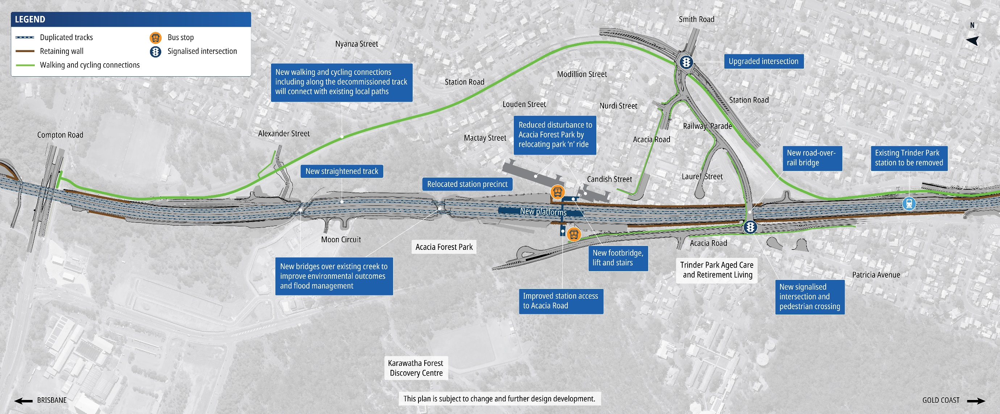 LEGEND
Duplicated tracks
Retaining wall
Walking and cycling connections
Bus stop
Signalised intersection
Smith Road
N
Nyanza Street
Upgraded intersection
New walking and cycling connections
including along the decommissioned track
will connect with existing local paths
Modillion Street
Station Road
Station Road
Louden Street
Nurdi Street
Reduced disturbance to
Acacia Forest Park by
relocating park ‘n’ ride
Railway Parade
Compton Road
Alexander Street
Mactay Street
Acacia Road
New road-over-
rail bridge
Existing Trinder Park
station to be removed
New straightened track
Relocated station precinct
Candish Street
Laurel Street
New platforms
Moon Circuit
Acacia Forest Park
Acacia Road
New footbridge,
lift and stairs
New bridges over existing creek to
improve environmental outcomes
and flood management
Trinder Park Aged Care
and Retirement Living
Patricia Avenue
New signalised
intersection and
pedestrian crossing
Improved station access
to Acacia Road
Karawatha Forest
Discovery Centre
This plan is subject to change and further design development.
BRISBANE
GOLD COAST